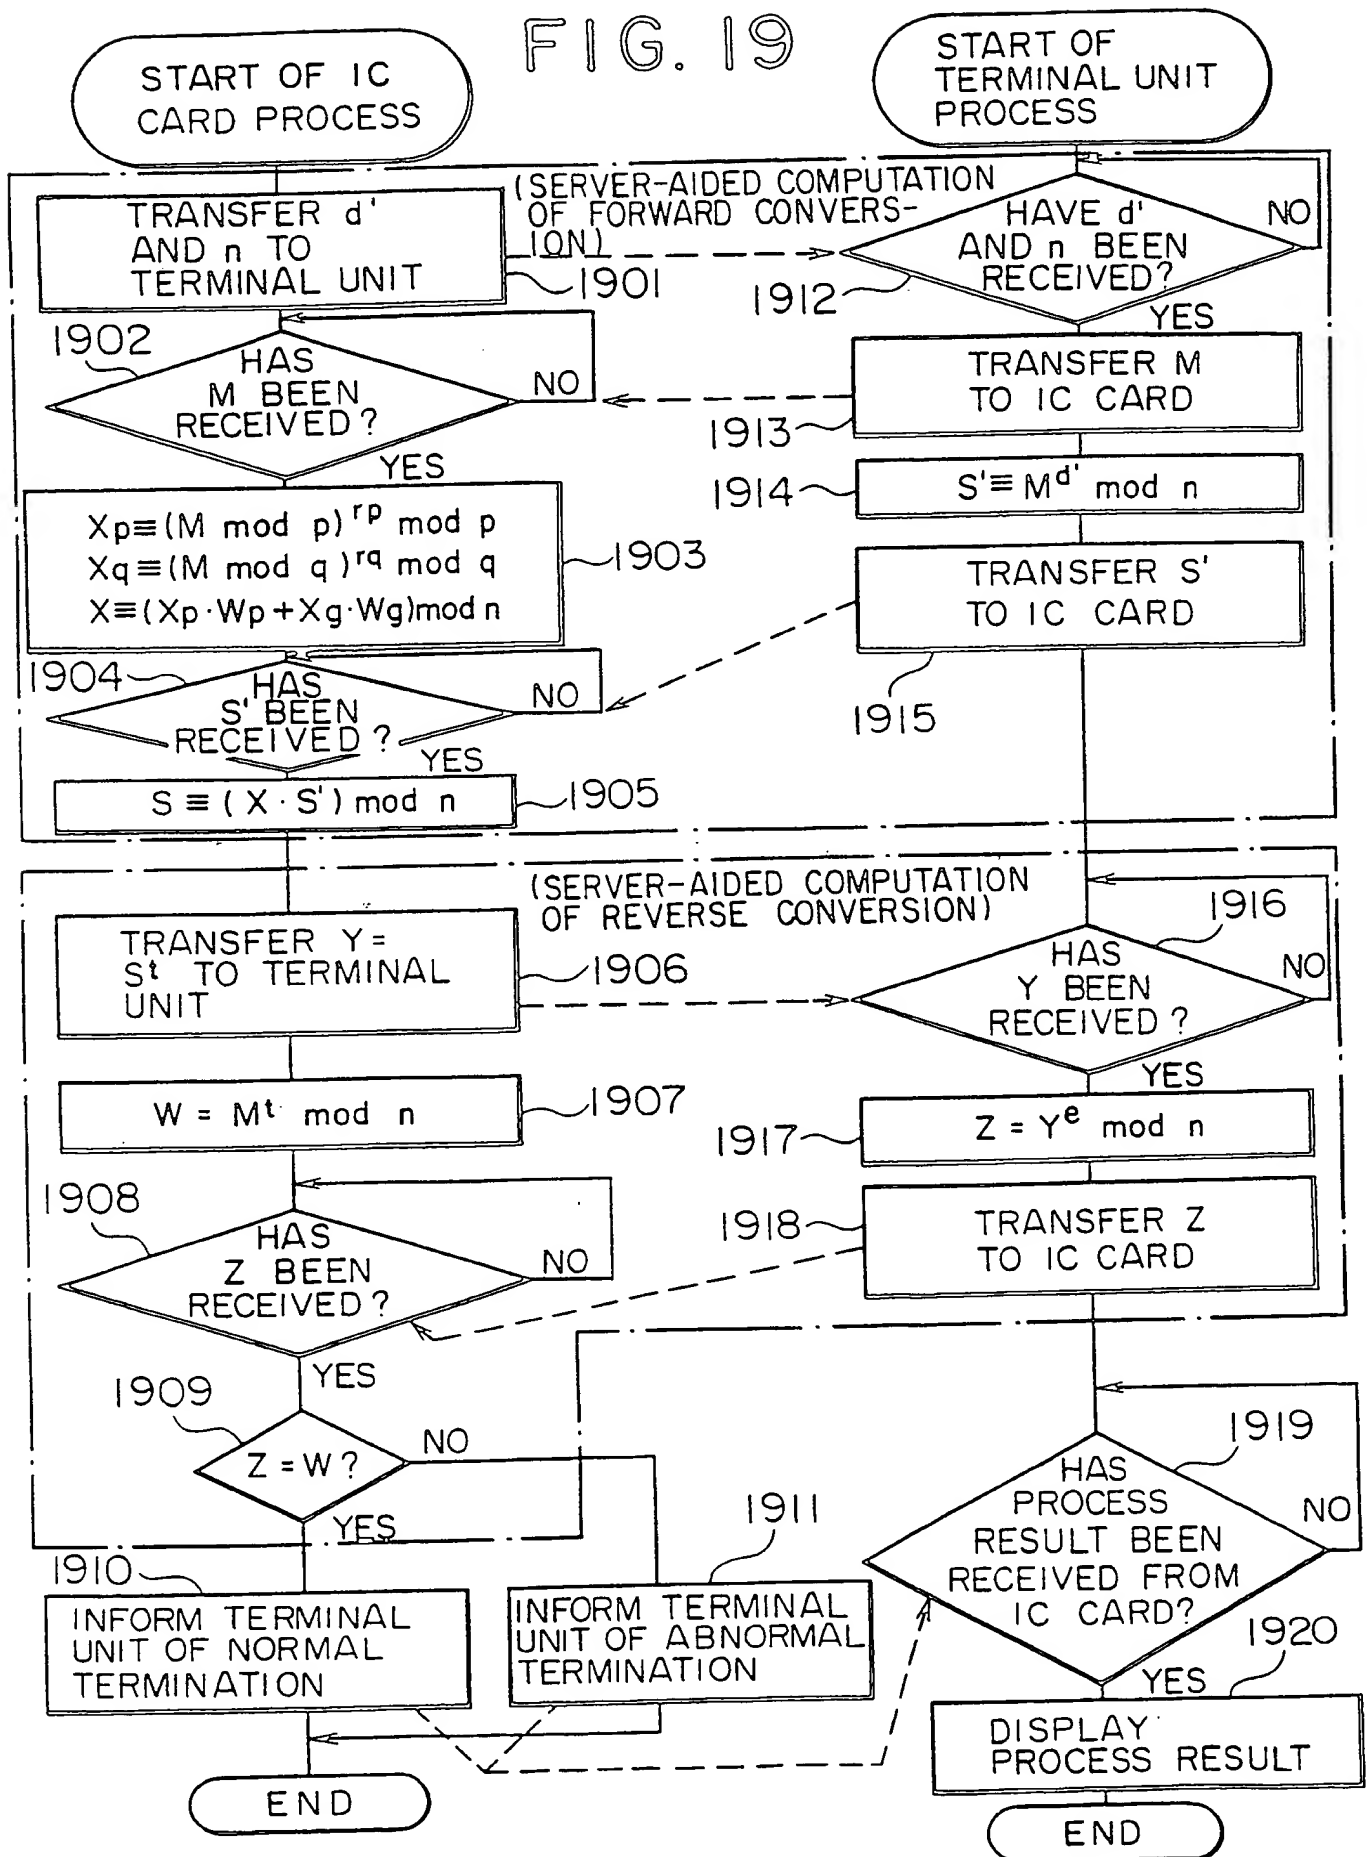 FIG. 19
START OF IC
CARD PROCESS
START OF
TERMINAL UNIT
PROCESS
(SERVER-AIDED COMPUTATION
OF FORWARD CONVERS-
ION)
TRANSFER d'
AND n TO
TERMINAL UNIT
1901
HAVE d'
AND n BEEN
RECEIVED?
NO
1912
YES
1902
HAS
M BEEN
RECEIVED?
NO
YES
TRANSFER M
TO IC CARD
1913
1914
S'≡M^d' mod n
Xp≡(M mod p)^rp mod p
Xq≡(M mod q)^rq mod q
X≡(Xp·Wp+Xg·Wg)mod n
1903
TRANSFER S'
TO IC CARD
1915
1904
HAS
S' BEEN
RECEIVED?
NO
YES
S ≡ (X · S') mod n
1905
(SERVER-AIDED COMPUTATION
OF REVERSE CONVERSION)
TRANSFER Y=
S^t TO TERMINAL
UNIT
1906
1916
HAS
Y BEEN
RECEIVED?
NO
YES
W = M^t mod n
1907
1917
Z = Y^e mod n
1908
HAS
Z BEEN
RECEIVED?
NO
YES
1918
TRANSFER Z
TO IC CARD
1909
Z=W?
NO
YES
1919
HAS
PROCESS
RESULT BEEN
RECEIVED FROM
IC CARD?
NO
YES
1910
INFORM TERMINAL
UNIT OF NORMAL
TERMINATION
1911
INFORM TERMINAL
UNIT OF ABNORMAL
TERMINATION
1920
DISPLAY
PROCESS RESULT
END
END